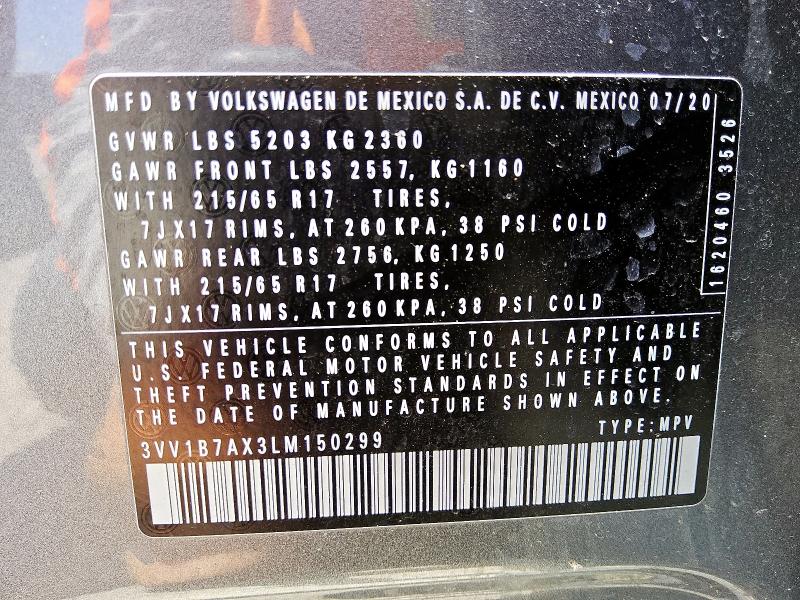 MFD BY VOLKSWAGEN DE MEXICO S.A. DE C.V. MEXICO 07/20
GVWR LBS 5203 KG 2360
GAWR FRONT LBS 2557, KG 1160
WITH 215/65 R17 TIRES,
7JX17 RIMS, AT 260 KPA, 38 PSI COLD
GAWR REAR LBS 2756, KG 1250
WITH 215/65 R17 TIRES,
7JX17 RIMS, AT 260 KPA, 38 PSI COLD
1620460 3526
THIS VEHICLE CONFORMS TO ALL APPLICABLE
U.S. FEDERAL MOTOR VEHICLE SAFETY AND
THEFT PREVENTION STANDARDS IN EFFECT ON
THE DATE OF MANUFACTURE SHOWN ABOVE.
TYPE: MPV
3VV1B7AX3LM150299